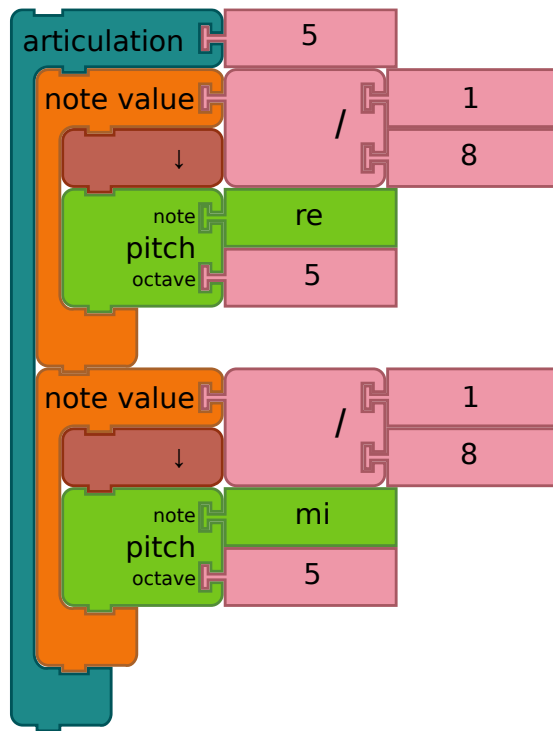 articulation 5
note value / 1
8
↓
note re
pitch
octave 5
note value / 1
8
↓
note mi
pitch
octave 5